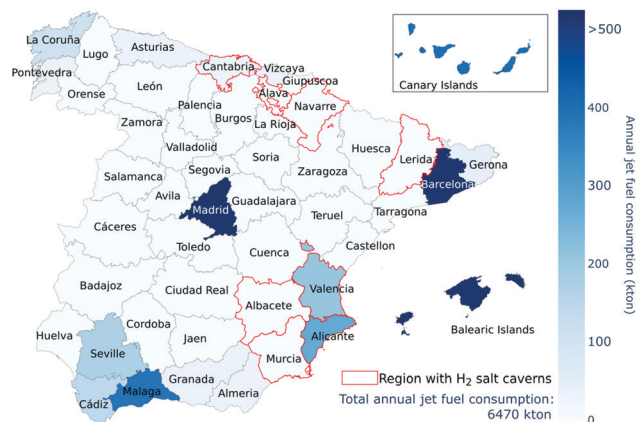 La Coruña
Lugo
Asturias
Cantabria
Vizcaya
Giupuscoa
Pontevedra
Orense
León
Palencia
Burgos
Álava
La Rioja
Navarre
Zamora
Valladolid
Soria
Huesca
Lerida
Gerona
Barcelona
Zaragoza
Segovia
Salamanca
Avila
Madrid
Guadalajara
Teruel
Tarragona
Cáceres
Toledo
Cuenca
Castellon
Badajoz
Ciudad Real
Albacete
Valencia
Alicante
Balearic Islands
Huelva
Cordoba
Jaen
Murcia
Seville
Cádiz
Malaga
Granada
Almeria
Canary Islands
Region with H₂ salt caverns
Total annual jet fuel consumption:
6470 kton
>500
400
300
200
100
0
Annual jet fuel consumption (kton)